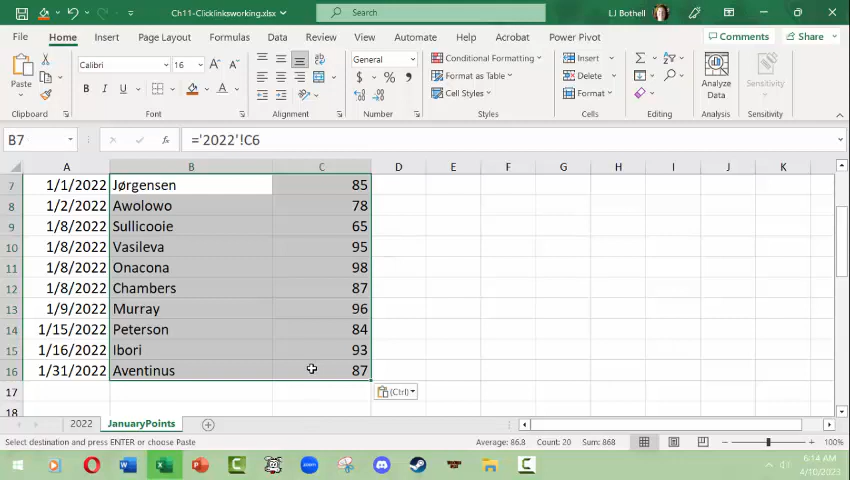 Ch11-Clicklinksworking.xlsx
Search
LJ Bothell
File Home Insert Page Layout Formulas Data Review View Automate Help Acrobat Power Pivot Comments Share
Calibri 16 General Conditional Formatting Insert
Paste B I U $ % 9 Format as Table Delete Analyze Data Sensitivity
Cell Styles Format
Clipboard Font Alignment Number Styles Cells Editing Analysis Sensitivity
B7 fx ='2022'!C6
A B C D E F G H I J K
7 1/1/2022 Jørgensen 85
8 1/2/2022 Awolowo 78
9 1/8/2022 Sullicooie 65
10 1/8/2022 Vasileva 95
11 1/8/2022 Onacona 98
12 1/8/2022 Chambers 87
13 1/9/2022 Murray 96
14 1/15/2022 Peterson 84
15 1/16/2022 Ibori 93
16 1/31/2022 Aventinus 87
17 (Ctrl)
18
2022 JanuaryPoints
Select destination and press ENTER or choose Paste Average: 86.8 Count: 20 Sum: 868 100%
6:14 AM
4/10/2023